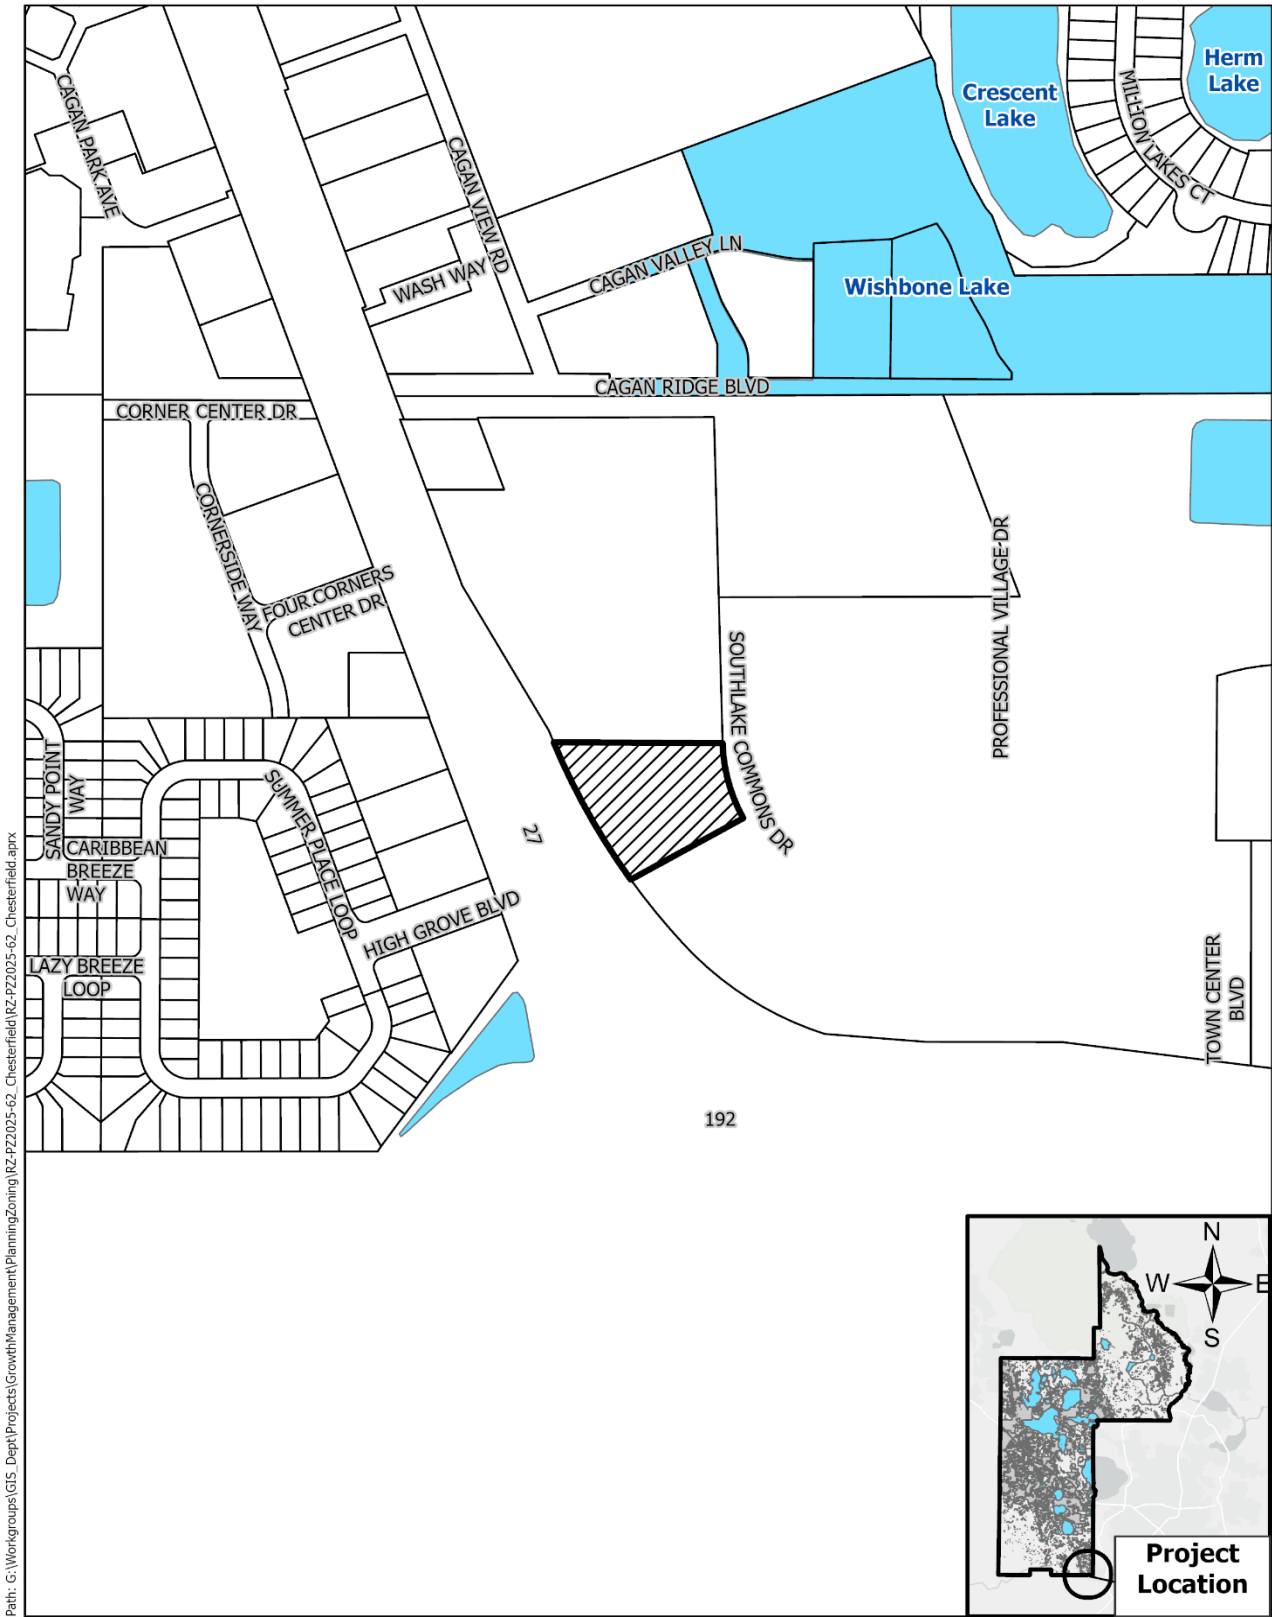 Herm
Lake
Crescent
Lake
CAGAN PARK AVE
MILLION LAKES CT
CAGAN VIEW RD
CAGAN VALLEY LN
WASH WAY
Wishbone Lake
CAGAN RIDGE BLVD
CORNER CENTER DR
CORNERSIDE WAY
FOUR CORNERS
CENTER DR
PROFESSIONAL VILLAGE DR
SOUTHLAKE COMMONS DR
SANDY POINT
WAY
SUMMER PLACE LOOP
27
CARIBBEAN
BREEZE
WAY
HIGH GROVE BLVD
LAZY BREEZE
LOOP
TOWN CENTER
BLVD
192
N
W
E
S
Project
Location
Path: G:\Workgroups\GIS_Dept\Projects\GrowthManagement\PlanningZoning\RZ-PZ2025-62_Chesterfield\RZ-PZ2025-62_Chesterfield.aprx